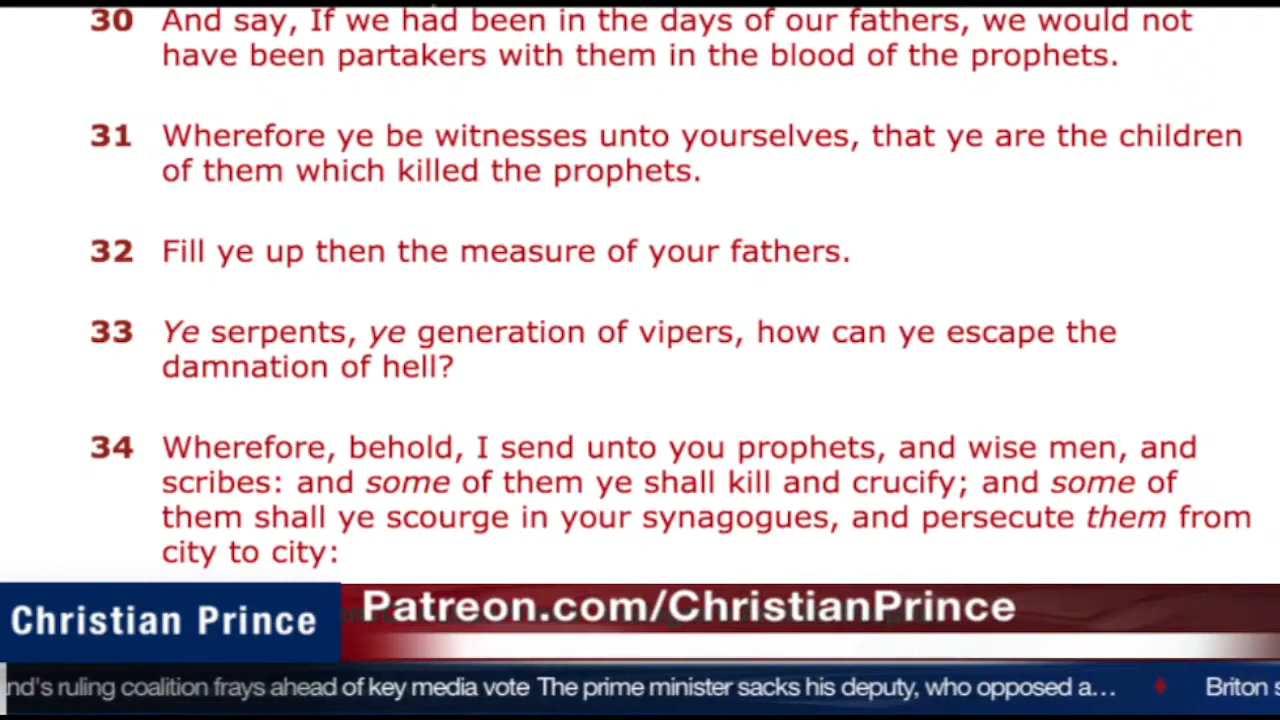 30 And say, If we had been in the days of our fathers, we would not
have been partakers with them in the blood of the prophets.
31 Wherefore ye be witnesses unto yourselves, that ye are the children
of them which killed the prophets.
32 Fill ye up then the measure of your fathers.
33 Ye serpents, ye generation of vipers, how can ye escape the
damnation of hell?
34 Wherefore, behold, I send unto you prophets, and wise men, and
scribes: and some of them ye shall kill and crucify; and some of
them shall ye scourge in your synagogues, and persecute them from
city to city:
Christian Prince
Patreon.com/ChristianPrince
nd's ruling coalition frays ahead of key media vote The prime minister sacks his deputy, who opposed a... Briton s